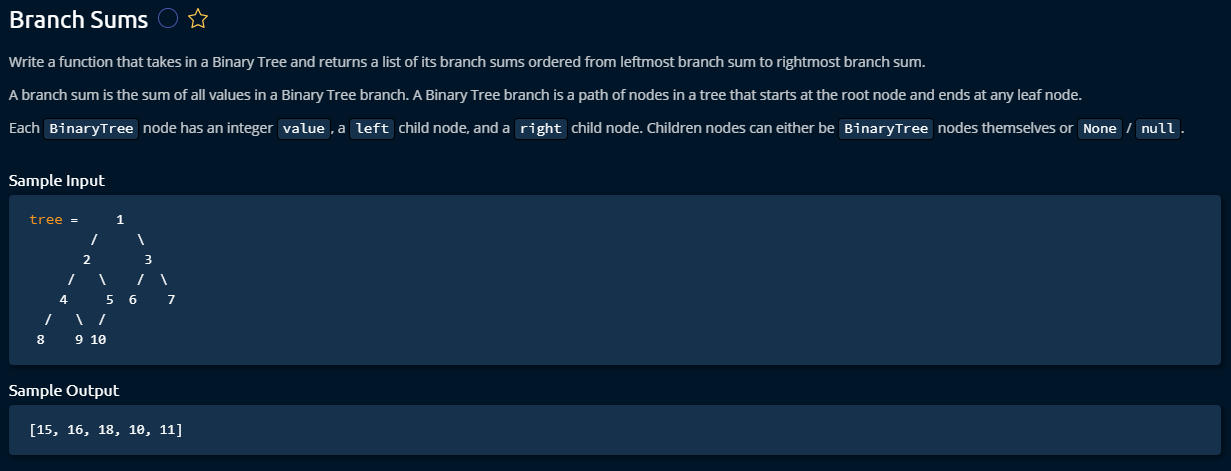 Branch Sums
Write a function that takes in a Binary Tree and returns a list of its branch sums ordered from leftmost branch sum to rightmost branch sum.
A branch sum is the sum of all values in a Binary Tree branch. A Binary Tree branch is a path of nodes in a tree that starts at the root node and ends at any leaf node.
Each BinaryTree node has an integer value, a left child node, and a right child node. Children nodes can either be BinaryTree nodes themselves or None / null.
Sample Input
tree =     1
        /     \
       2       3
     /   \    /  \
    4     5  6    7
  /   \  /
 8    9 10
Sample Output
[15, 16, 18, 10, 11]